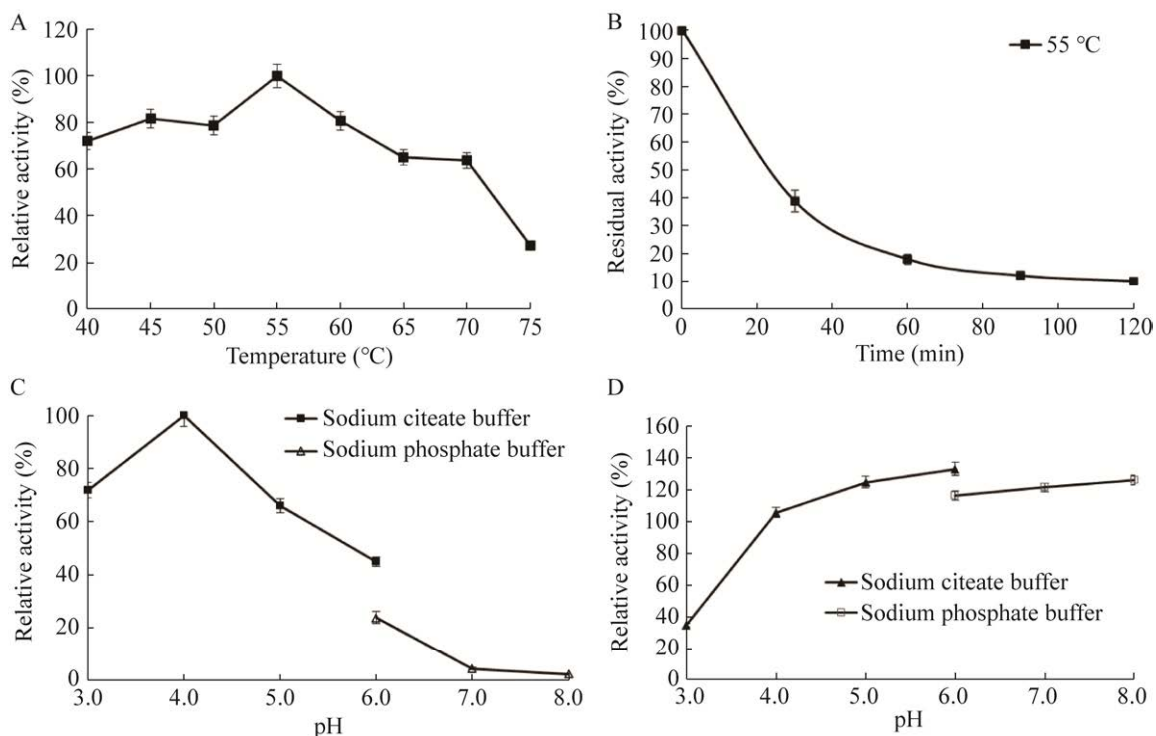 A
120
100
80
60
40
20
0
Relative activity (%)
40 45 50 55 60 65 70 75
Temperature (℃)
B
55 ℃
100
90
80
70
60
50
40
30
20
10
0
Residual activity (%)
0 20 40 60 80 100 120
Time (min)
C
Sodium citeate buffer
Sodium phosphate buffer
100
80
60
40
20
0
Relative activity (%)
3.0 4.0 5.0 6.0 7.0 8.0
pH
D
160
140
120
100
80
60
40
20
0
Relative activity (%)
Sodium citeate buffer
Sodium phosphate buffer
3.0 4.0 5.0 6.0 7.0 8.0
pH